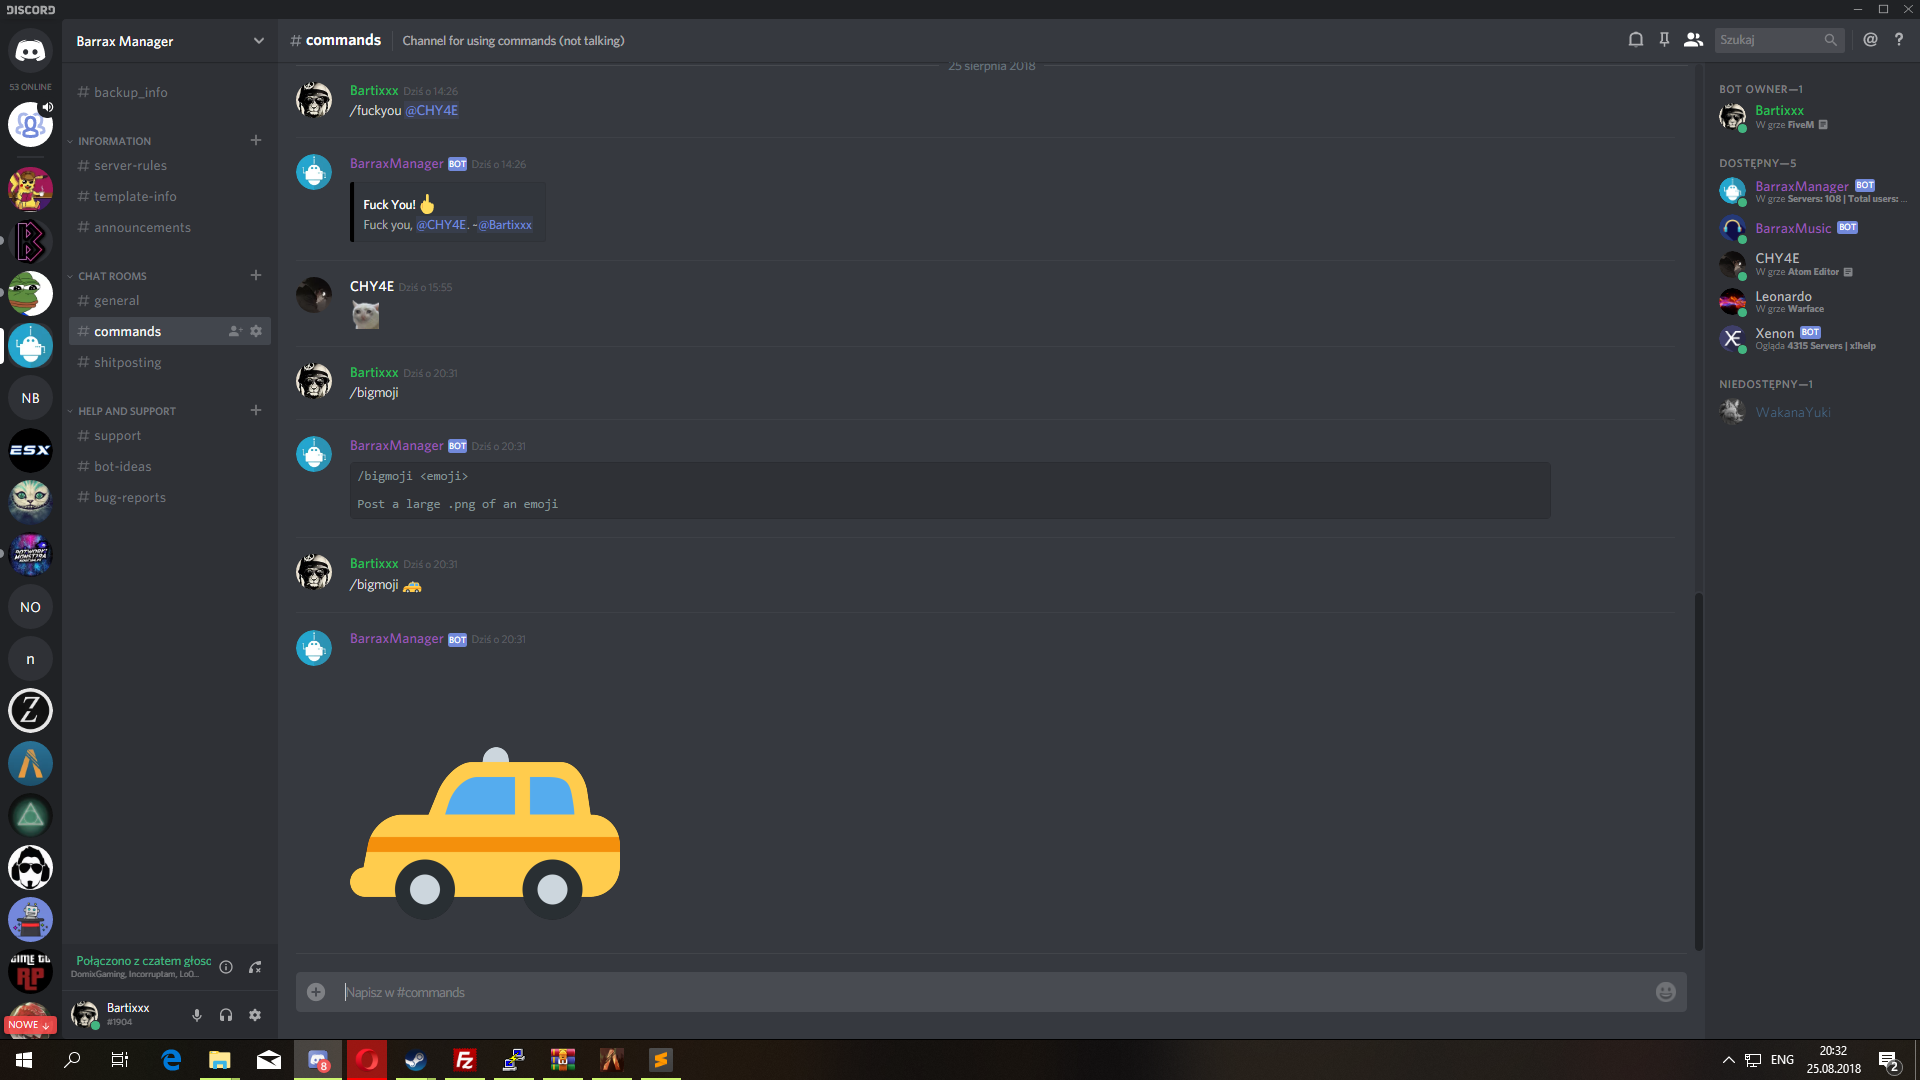 DISCORD
53 ONLINE
NB
ESX
NO
n
Z
RP
NOWE ↓
Barrax Manager
# backup_info
INFORMATION
# server-rules
# template-info
# announcements
CHAT ROOMS
# general
# commands
# shitposting
HELP AND SUPPORT
# support
# bot-ideas
# bug-reports
Połączono z czatem głosc
DomixGaming, Incorruptam, Lo0...
Bartixxx
#1904
# commands
Channel for using commands (not talking)
Szukaj
25 sierpnia 2018
Bartixxx Dziś o 14:26
/fuckyou @CHY4E
BarraxManager BOT Dziś o 14:26
Fuck You! 🖕
Fuck you, @CHY4E. -@Bartixxx
CHY4E Dziś o 15:55
Bartixxx Dziś o 20:31
/bigmoji
BarraxManager BOT Dziś o 20:31
/bigmoji <emoji>
Post a large .png of an emoji
Bartixxx Dziś o 20:31
/bigmoji 🚕
BarraxManager BOT Dziś o 20:31
Napisz w #commands
BOT OWNER—1
Bartixxx
W grze FiveM
DOSTĘPNY—5
BarraxManager BOT
W grze Servers: 108 | Total users: ...
BarraxMusic BOT
CHY4E
W grze Atom Editor
Leonardo
W grze Warface
Xenon BOT
Ogląda 4315 Servers | x!help
NIEDOSTĘPNY—1
WakanaYuki
8
ENG
20:32
25.08.2018
2